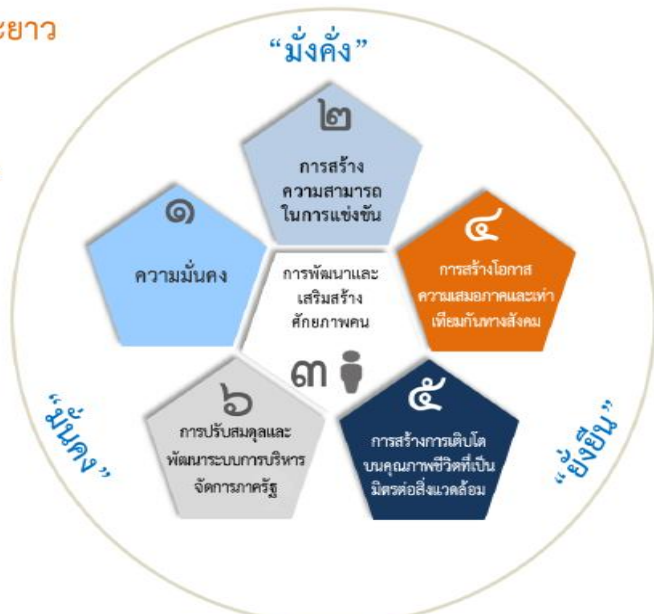 ะยาว
“มั่งคั่ง”
๒
การสร้าง
ความสามารถ
ในการแข่งขัน
๑
ความมั่นคง
๔
การสร้างโอกาส
ความเสมอภาคและเท่า
เทียมกันทางสังคม
การพัฒนาและ
เสริมสร้าง
ศักยภาพคน
๓
๖
การปรับสมดุลและ
พัฒนาระบบการบริหาร
จัดการภาครัฐ
๕
การสร้างการเติบโต
บนคุณภาพชีวิตที่เป็น
มิตรต่อสิ่งแวดล้อม
“มั่นคง”
“ยั่งยืน”